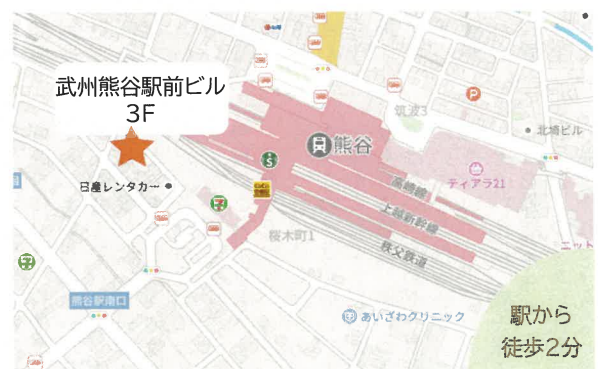 武州熊谷駅前ビル
3F
熊谷
筑波3
北埼ビル
ティアラ21
高崎線
上越新幹線
秩父鉄道
日産レンタカー
桜木町1
熊谷駅南口
あいざわクリニック
エット
駅から
徒歩2分